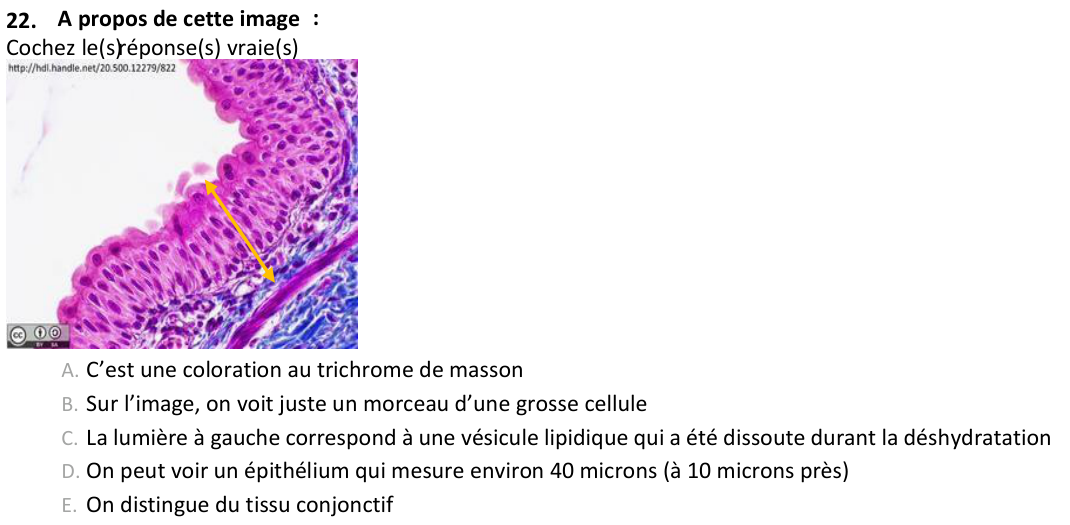 22. A propos de cette image :
Cochez le(s)réponse(s) vraie(s)
http://hdl.handle.net/20.500.12279/822
cc
BY SA
A. C’est une coloration au trichrome de masson
B. Sur l’image, on voit juste un morceau d’une grosse cellule
C. La lumière à gauche correspond à une vésicule lipidique qui a été dissoute durant la déshydratation
D. On peut voir un épithélium qui mesure environ 40 microns (à 10 microns près)
E. On distingue du tissu conjonctif